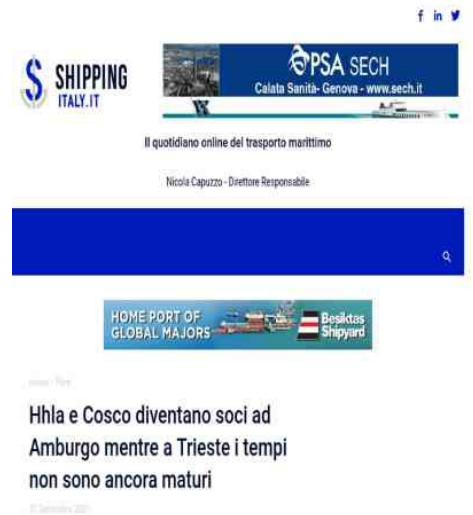 f in
SHIPPING
ITALY.IT
PSA SECH
Calata Sanità- Genova - www.sech.it
Il quotidiano online del trasporto marittimo
Nicola Capuzzo - Direttore Responsabile
HOME PORT OF
GLOBAL MAJORS
Besiktas
Shipyard
Hhla e Cosco diventano soci ad
Amburgo mentre a Trieste i tempi
non sono ancora maturi